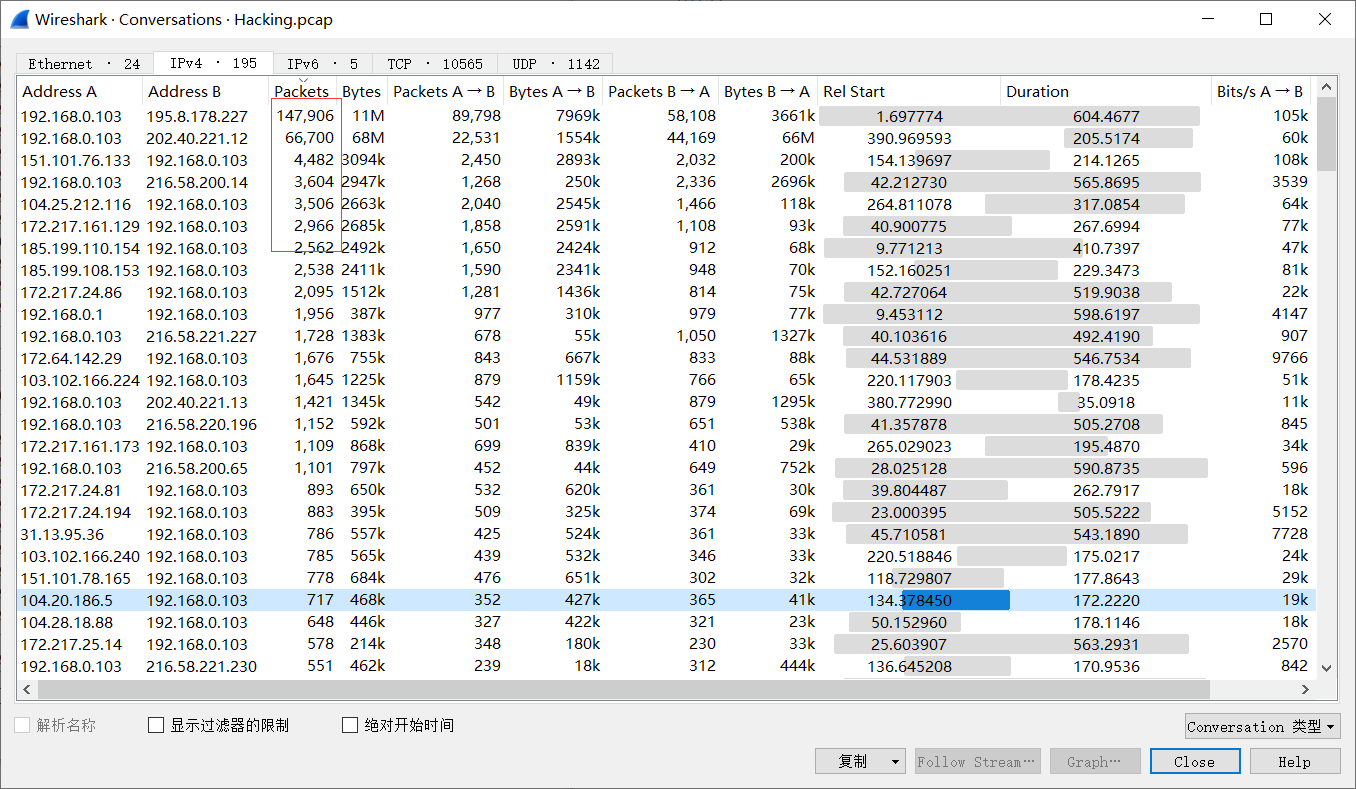 Wireshark · Conversations · Hacking.pcap
Ethernet · 24 IPv4 · 195 IPv6 · 5 TCP · 10565 UDP · 1142
Address A Address B Packets Bytes Packets A → B Bytes A → B Packets B → A Bytes B → A Rel Start Duration Bits/s A → B
192.168.0.103 195.8.178.227 147,906 11M 89,798 7969k 58,108 3661k 1.697774 604.4677 105k
192.168.0.103 202.40.221.12 66,700 68M 22,531 1554k 44,169 66M 390.969593 205.5174 60k
151.101.76.133 192.168.0.103 4,482 3094k 2,450 2893k 2,032 200k 154.139697 214.1265 108k
192.168.0.103 216.58.200.14 3,604 2947k 1,268 250k 2,336 2696k 42.212730 565.8695 3539
104.25.212.116 192.168.0.103 3,506 2663k 2,040 2545k 1,466 118k 264.811078 317.0854 64k
172.217.161.129 192.168.0.103 2,966 2685k 1,858 2591k 1,108 93k 40.900775 267.6994 77k
185.199.110.154 192.168.0.103 2,562 2492k 1,650 2424k 912 68k 9.771213 410.7397 47k
185.199.108.153 192.168.0.103 2,538 2411k 1,590 2341k 948 70k 152.160251 229.3473 81k
172.217.24.86 192.168.0.103 2,095 1512k 1,281 1436k 814 75k 42.727064 519.9038 22k
192.168.0.1 192.168.0.103 1,956 387k 977 310k 979 77k 9.453112 598.6197 4147
192.168.0.103 216.58.221.227 1,728 1383k 678 55k 1,050 1327k 40.103616 492.4190 907
172.64.142.29 192.168.0.103 1,676 755k 843 667k 833 88k 44.531889 546.7534 9766
103.102.166.224 192.168.0.103 1,645 1225k 879 1159k 766 65k 220.117903 178.4235 51k
192.168.0.103 202.40.221.13 1,421 1345k 542 49k 879 1295k 380.772990 35.0918 11k
192.168.0.103 216.58.220.196 1,152 592k 501 53k 651 538k 41.357878 505.2708 845
172.217.161.173 192.168.0.103 1,109 868k 699 839k 410 29k 265.029023 195.4870 34k
192.168.0.103 216.58.200.65 1,101 797k 452 44k 649 752k 28.025128 590.8735 596
172.217.24.81 192.168.0.103 893 650k 532 620k 361 30k 39.804487 262.7917 18k
172.217.24.194 192.168.0.103 883 395k 509 325k 374 69k 23.000395 505.5222 5152
31.13.95.36 192.168.0.103 786 557k 425 524k 361 33k 45.710581 543.1890 7728
103.102.166.240 192.168.0.103 785 565k 439 532k 346 33k 220.518846 175.0217 24k
151.101.78.165 192.168.0.103 778 684k 476 651k 302 32k 118.729807 177.8643 29k
104.20.186.5 192.168.0.103 717 468k 352 427k 365 41k 134.378450 172.2220 19k
104.28.18.88 192.168.0.103 648 446k 327 422k 321 23k 50.152960 178.1146 18k
172.217.25.14 192.168.0.103 578 214k 348 180k 230 33k 25.603907 563.2931 2570
192.168.0.103 216.58.221.230 551 462k 239 18k 312 444k 136.645208 170.9536 842
解析名称 显示过滤器的限制 绝对开始时间 Conversation 类型
复制 Follow Stream… Graph… Close Help